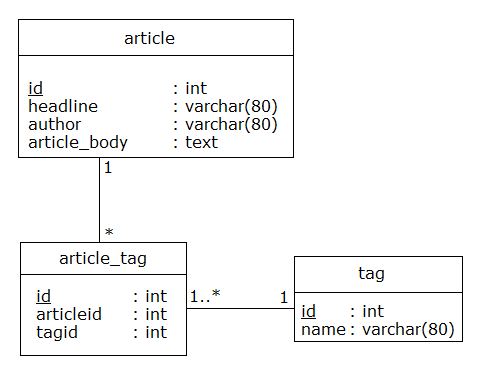 article
id : int
headline : varchar(80)
author : varchar(80)
article_body : text
1
*
article_tag
id : int
articleid : int
tagid : int
1..* 1
tag
id : int
name : varchar(80)